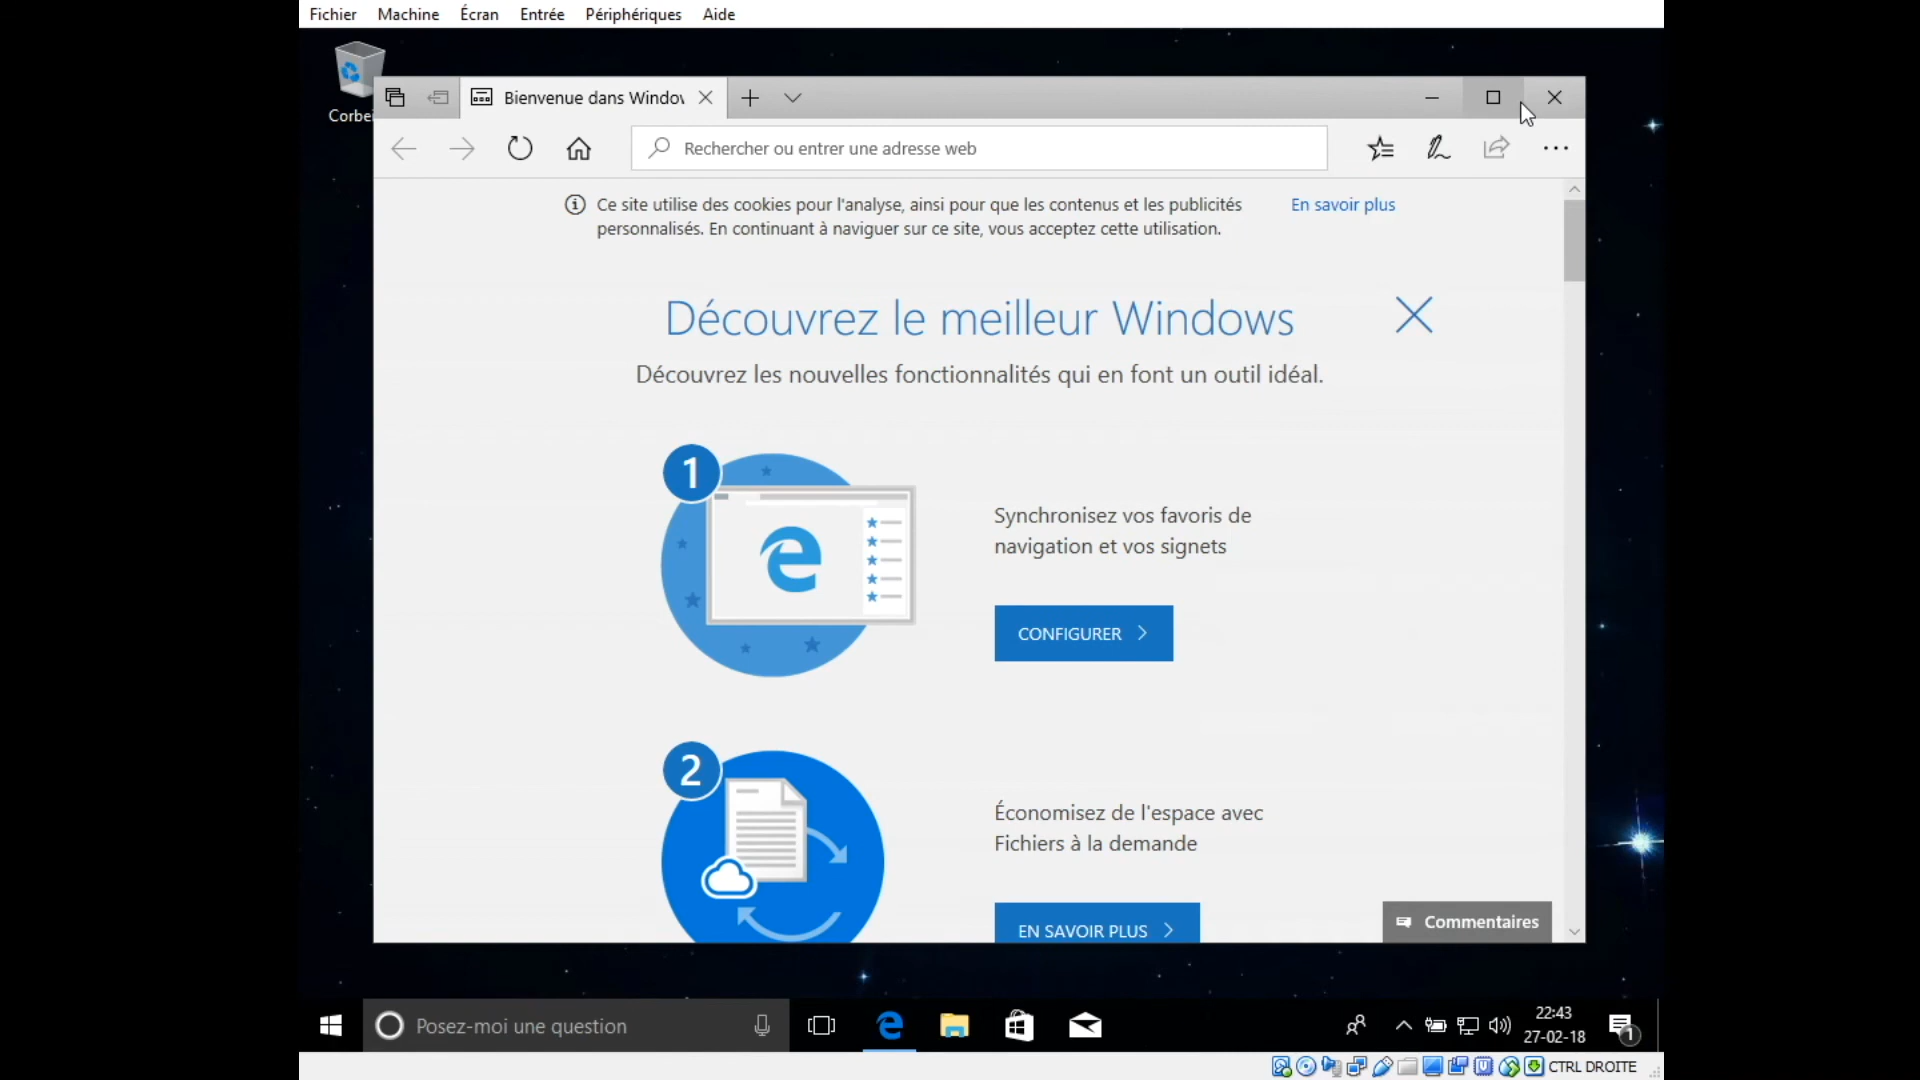 Fichier Machine Écran Entrée Périphériques Aide
Bienvenue dans Windov
Rechercher ou entrer une adresse web
Ce site utilise des cookies pour l'analyse, ainsi pour que les contenus et les publicités
personnalisés. En continuant à naviguer sur ce site, vous acceptez cette utilisation.
En savoir plus
Découvrez le meilleur Windows
Découvrez les nouvelles fonctionnalités qui en font un outil idéal.
1
Synchronisez vos favoris de
navigation et vos signets
CONFIGURER
2
Économisez de l'espace avec
Fichiers à la demande
EN SAVOIR PLUS
Commentaires
Corbei
Posez-moi une question
22:43
27-02-18
1
CTRL DROITE